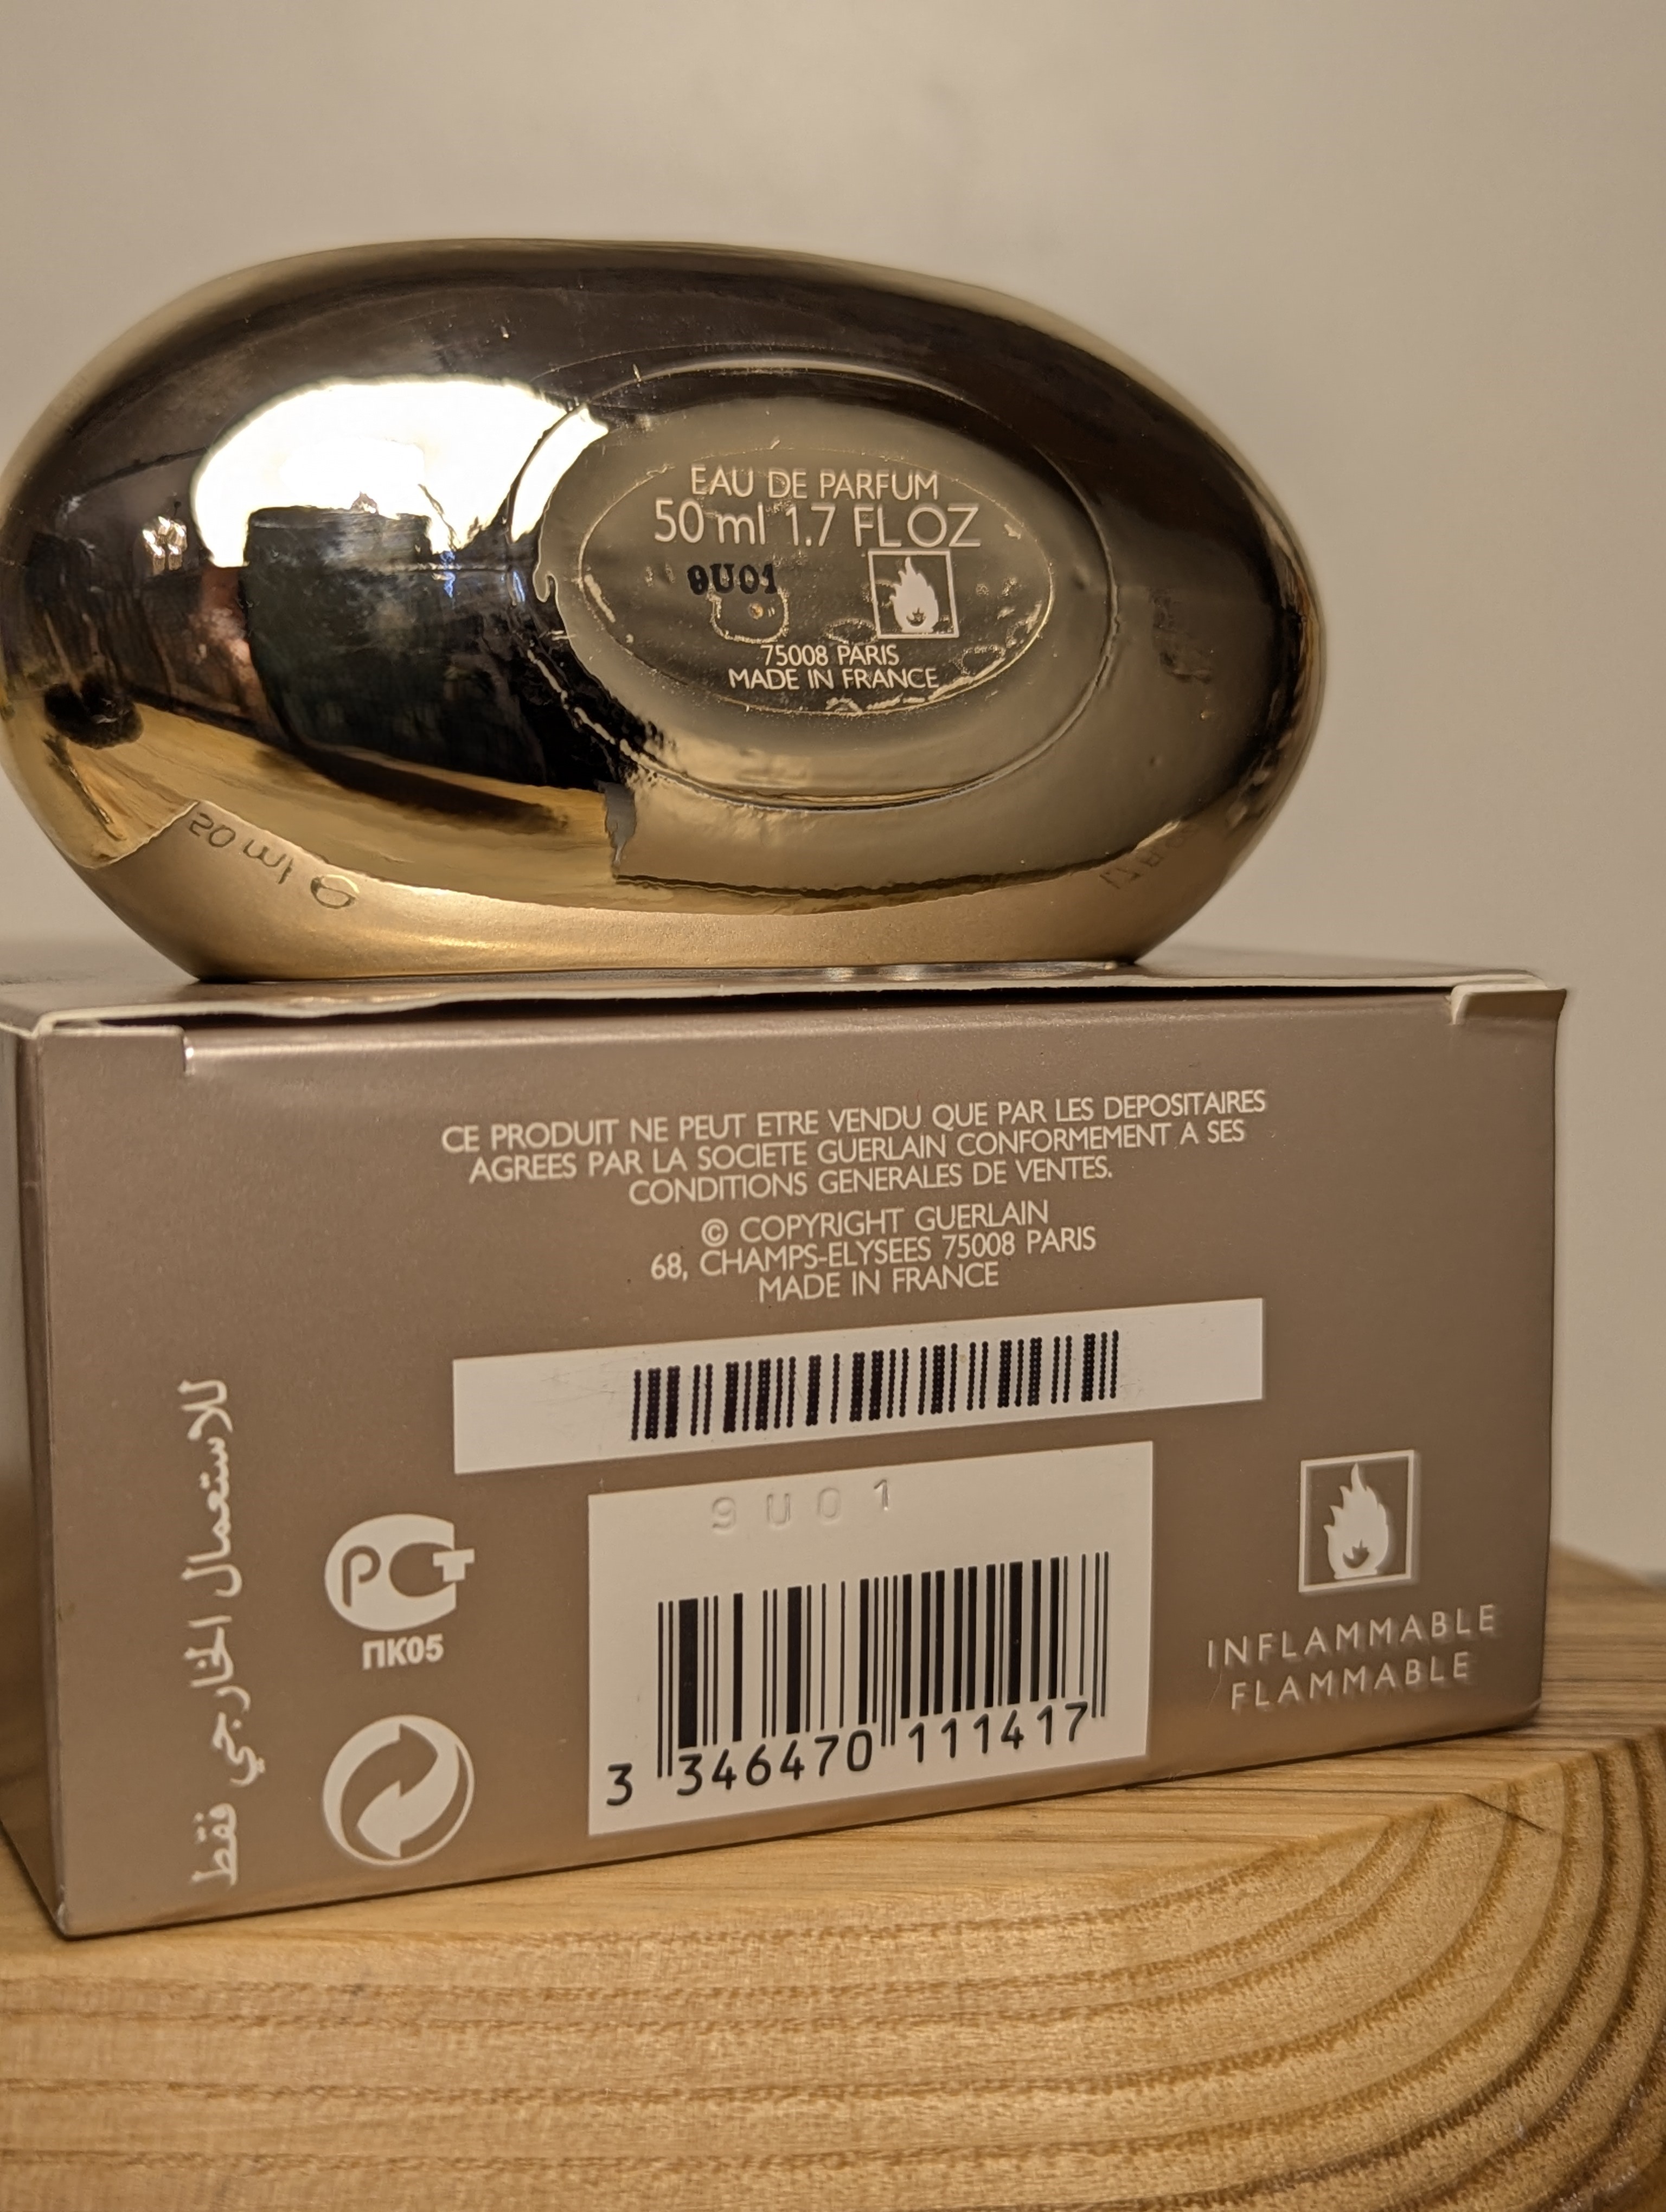 EAU DE PARFUM
50 ml 1.7 FL OZ
9U01
75008 PARIS
MADE IN FRANCE
50 ml e
CE PRODUIT NE PEUT ETRE VENDU QUE PAR LES DEPOSITAIRES
AGREES PAR LA SOCIETE GUERLAIN CONFORMEMENT A SES
CONDITIONS GENERALES DE VENTES.
© COPYRIGHT GUERLAIN
68, CHAMPS-ELYSEES 75008 PARIS
MADE IN FRANCE
للاستعمال الخارجي فقط
РСТ
ПК05
9U01
3 346470 111417
INFLAMMABLE
FLAMMABLE